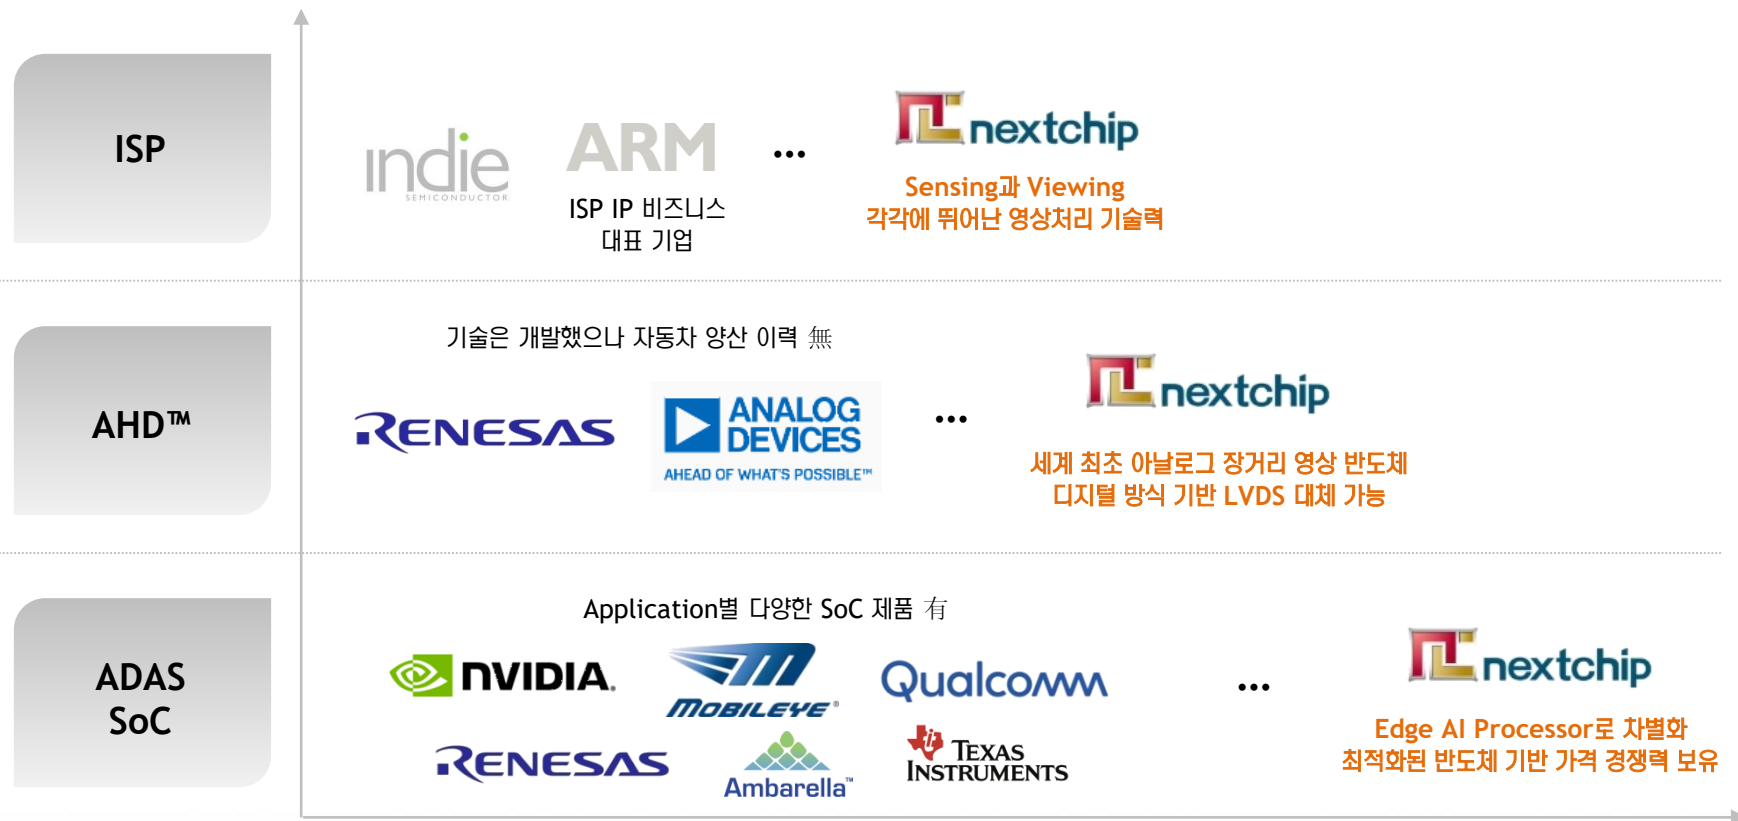 ISP
indie
SEMICONDUCTOR
ARM
ISP IP 비즈니스
대표 기업
...
nextchip
Sensing과 Viewing
각각에 뛰어난 영상처리 기술력
AHD™
기술은 개발했으나 자동차 양산 이력 無
RENESAS
ANALOG
DEVICES
AHEAD OF WHAT'S POSSIBLE™
...
nextchip
세계 최초 아날로그 장거리 영상 반도체
디지털 방식 기반 LVDS 대체 가능
ADAS
SoC
Application별 다양한 SoC 제품 有
NVIDIA.
MOBILEYE®
Qualcomm
RENESAS
Ambarella™
TEXAS
INSTRUMENTS
...
nextchip
Edge AI Processor로 차별화
최적화된 반도체 기반 가격 경쟁력 보유